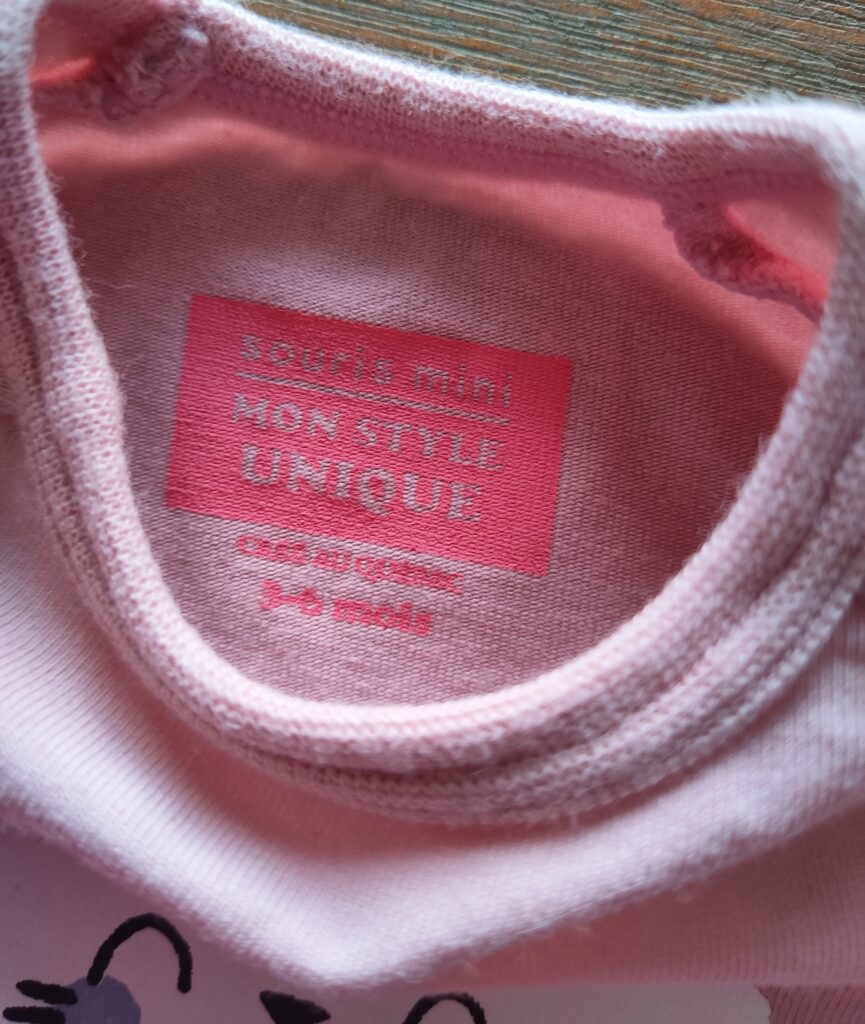 souris mini
MON STYLE
UNIQUE
CRÉÉ AU QUÉBEC
3-6 mois